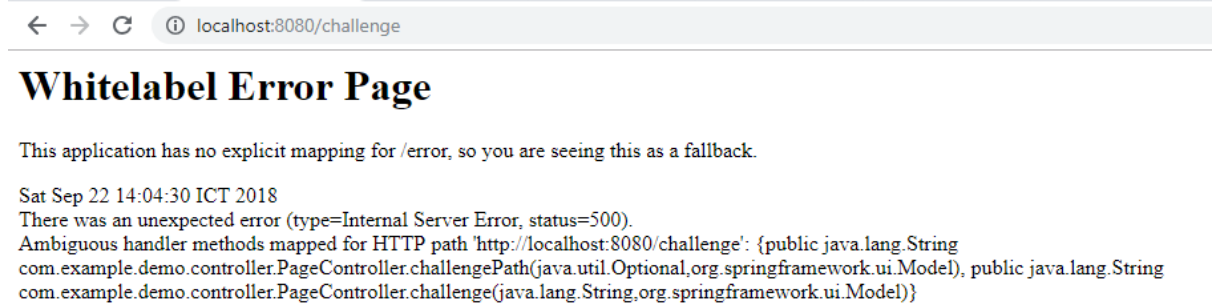 localhost:8080/challenge
Whitelabel Error Page
This application has no explicit mapping for /error, so you are seeing this as a fallback.
Sat Sep 22 14:04:30 ICT 2018
There was an unexpected error (type=Internal Server Error, status=500).
Ambiguous handler methods mapped for HTTP path 'http://localhost:8080/challenge': {public java.lang.String
com.example.demo.controller.PageController.challengePath(java.util.Optional,org.springframework.ui.Model), public java.lang.String
com.example.demo.controller.PageController.challenge(java.lang.String,org.springframework.ui.Model)}